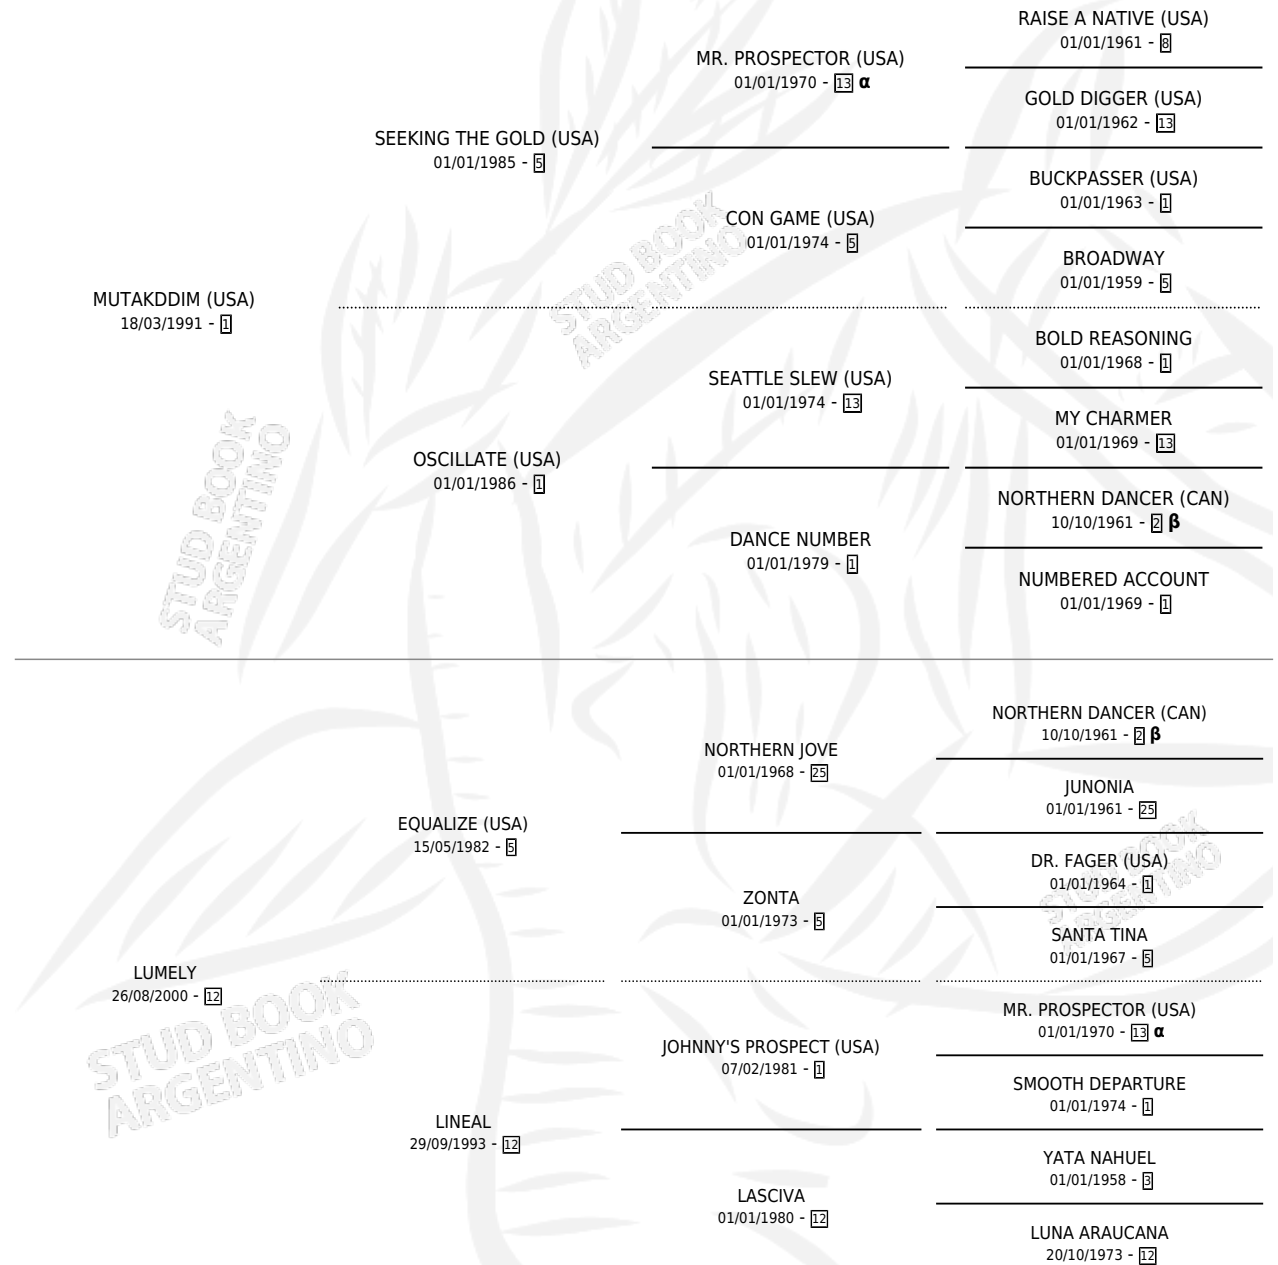 RAISE A NATIVE (USA)
01/01/1961 - 8
MR. PROSPECTOR (USA)
01/01/1970 - 13 α
GOLD DIGGER (USA)
01/01/1962 - 13
SEEKING THE GOLD (USA)
01/01/1985 - 5
BUCKPASSER (USA)
01/01/1963 - 1
CON GAME (USA)
01/01/1974 - 5
BROADWAY
01/01/1959 - 5
MUTAKDDIM (USA)
18/03/1991 - 1
BOLD REASONING
01/01/1968 - 1
SEATTLE SLEW (USA)
01/01/1974 - 13
MY CHARMER
01/01/1969 - 13
OSCILLATE (USA)
01/01/1986 - 1
NORTHERN DANCER (CAN)
10/10/1961 - 2 β
DANCE NUMBER
01/01/1979 - 1
NUMBERED ACCOUNT
01/01/1969 - 1
NORTHERN DANCER (CAN)
10/10/1961 - 2 β
NORTHERN JOVE
01/01/1968 - 25
JUNONIA
01/01/1961 - 25
EQUALIZE (USA)
15/05/1982 - 5
DR. FAGER (USA)
01/01/1964 - 1
ZONTA
01/01/1973 - 5
SANTA TINA
01/01/1967 - 5
LUMELY
26/08/2000 - 12
MR. PROSPECTOR (USA)
01/01/1970 - 13 α
JOHNNY'S PROSPECT (USA)
07/02/1981 - 1
SMOOTH DEPARTURE
01/01/1974 - 1
LINEAL
29/09/1993 - 12
YATA NAHUEL
01/01/1958 - 3
LASCIVA
01/01/1980 - 12
LUNA ARAUCANA
20/10/1973 - 12
STUD BOOK
ARGENTINO
STUD BOOK
ARGENTINO
STUD BOOK
ARGENTINO
STUD BOOK
ARGENTINO